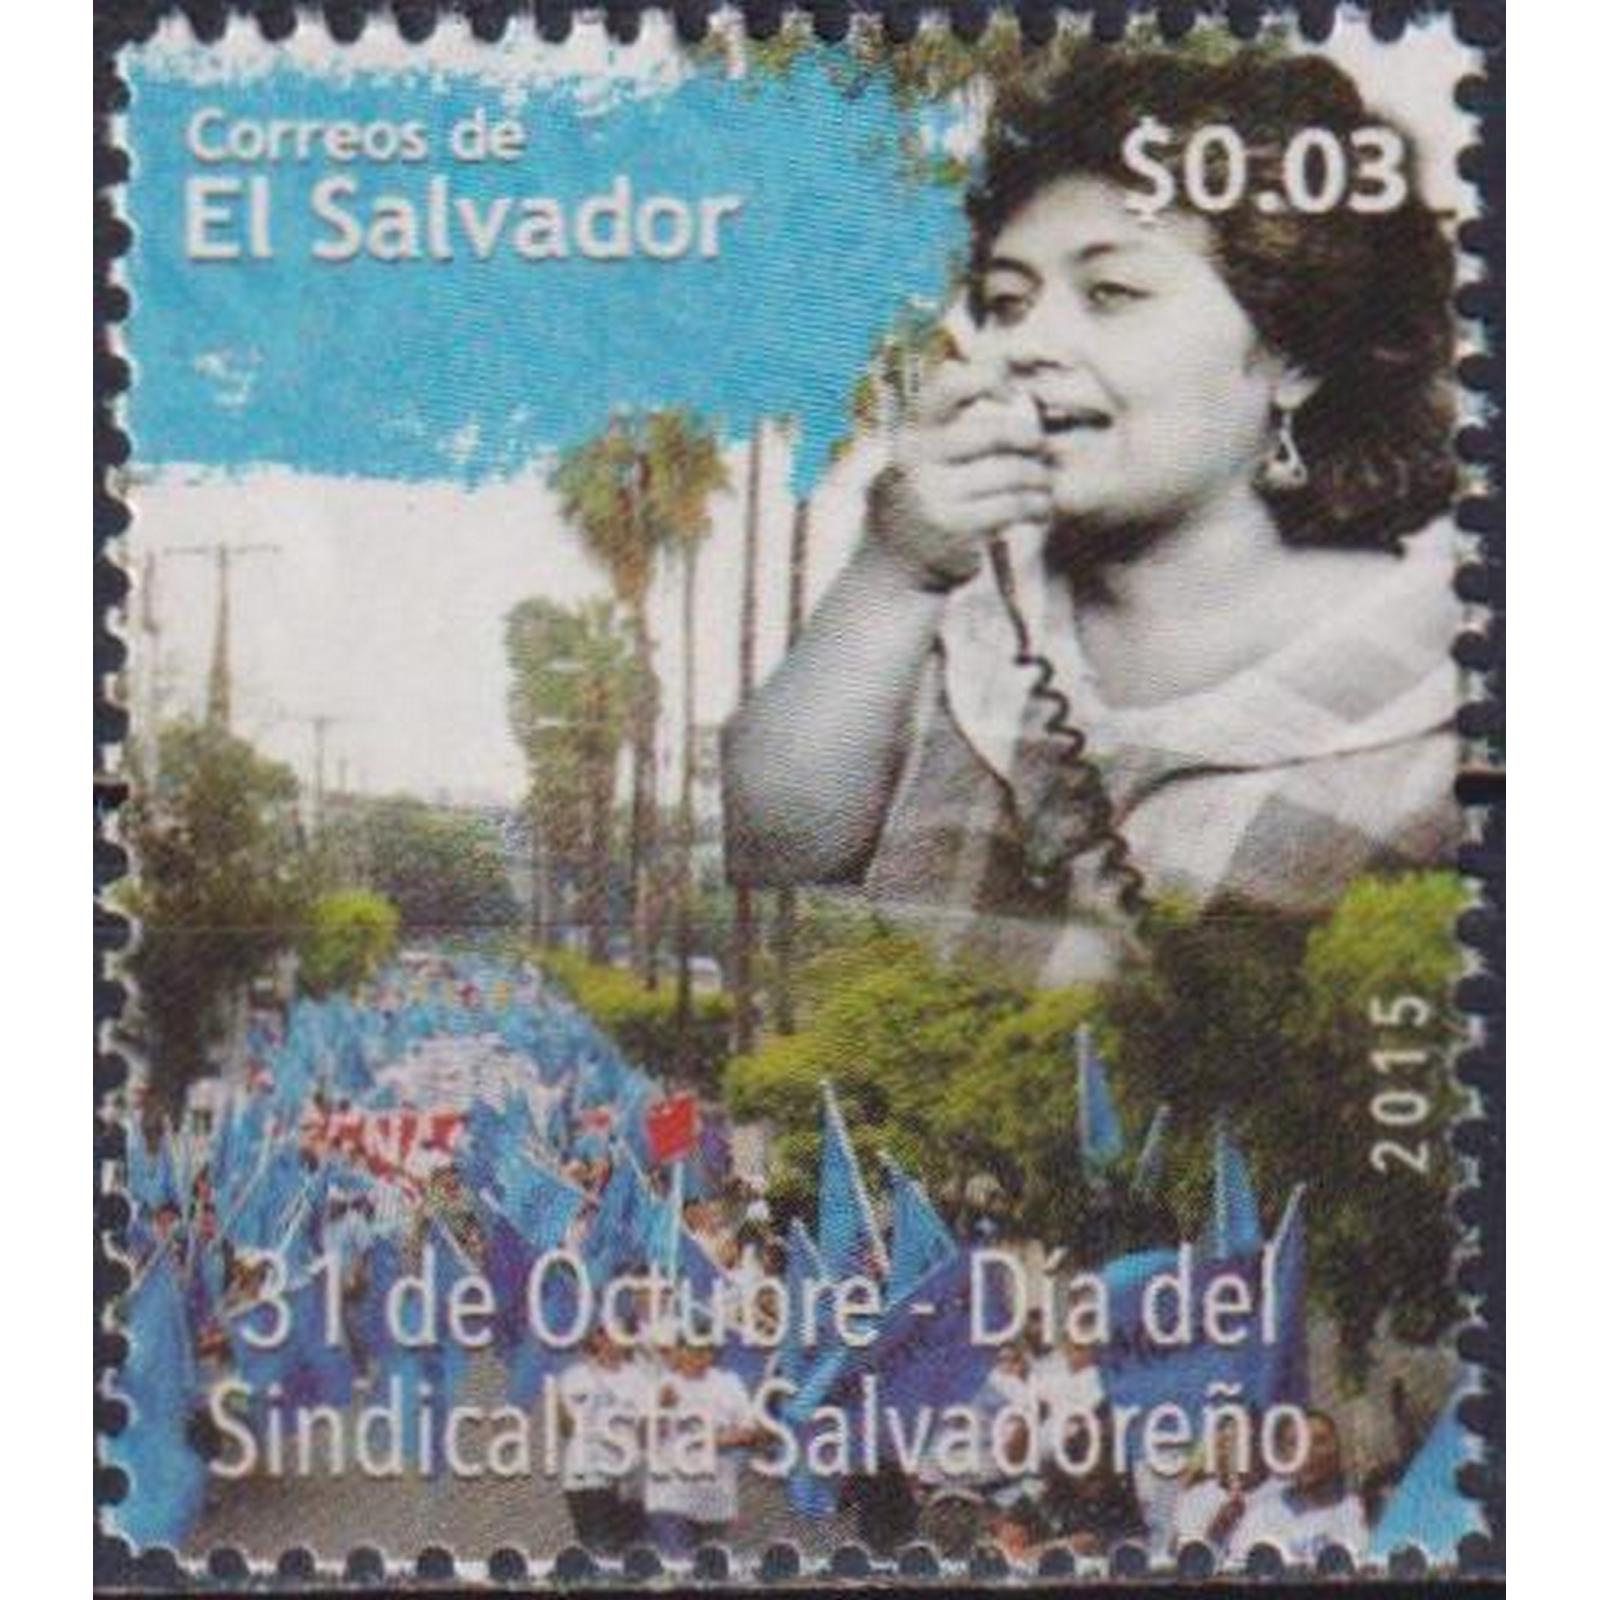 Correos de
El Salvador
$0.03
2015
31 de Octubre - Día del
Sindicalista Salvadoreño